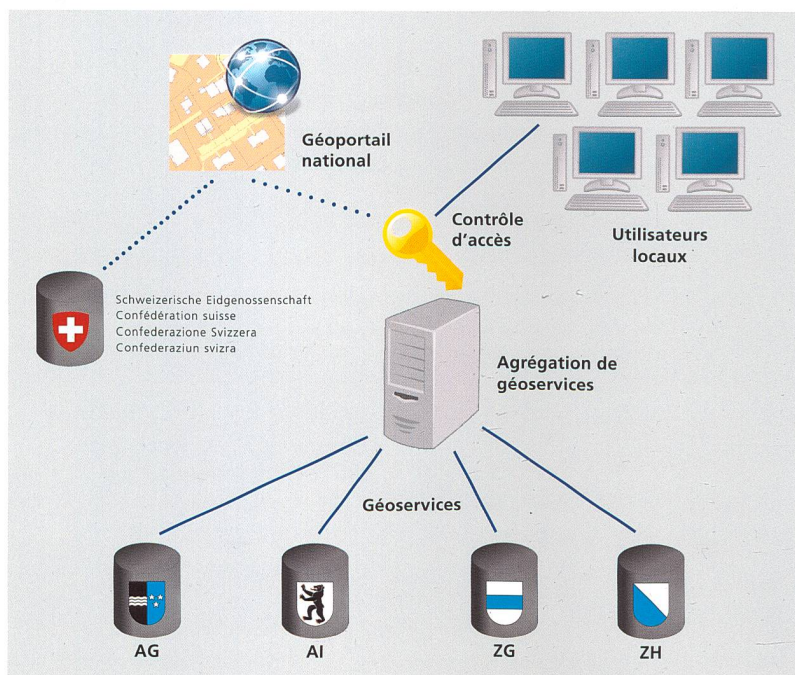 Géoportail
national
Contrôle
d'accès
Utilisateurs
locaux
Schweizerische Eidgenossenschaft
Confédération suisse
Confederazione Svizzera
Confederaziun svizra
Agrégation de
géoservices
Géoservices
AG
AI
ZG
ZH